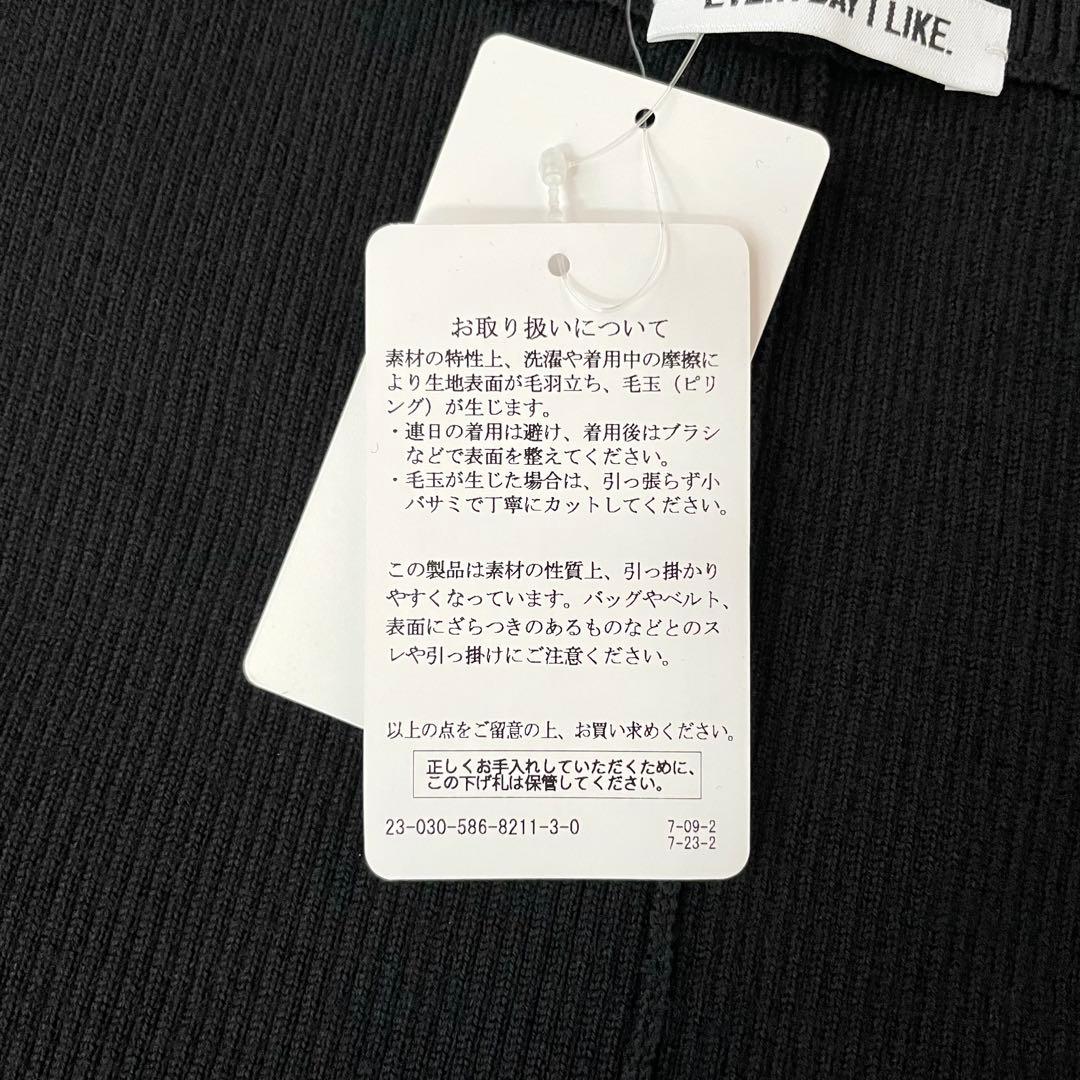 DAY I LIKE.
お取り扱いについて
素材の特性上、洗濯や着用中の摩擦に
より生地表面が毛羽立ち、毛玉（ピリ
ング）が生じます。
・連日の着用は避け、着用後はブラシ
などで表面を整えてください。
・毛玉が生じた場合は、引っ張らず小
バサミで丁寧にカットしてください。
この製品は素材の性質上、引っ掛かり
やすくなっています。バッグやベルト、
表面にざらつきのあるものなどとのス
レや引っ掛けにご注意ください。
以上の点をご留意の上、お買い求めください。
正しくお手入れしていただくために、
この下げ札は保管してください。
23-030-586-8211-3-0
7-09-2
7-23-2